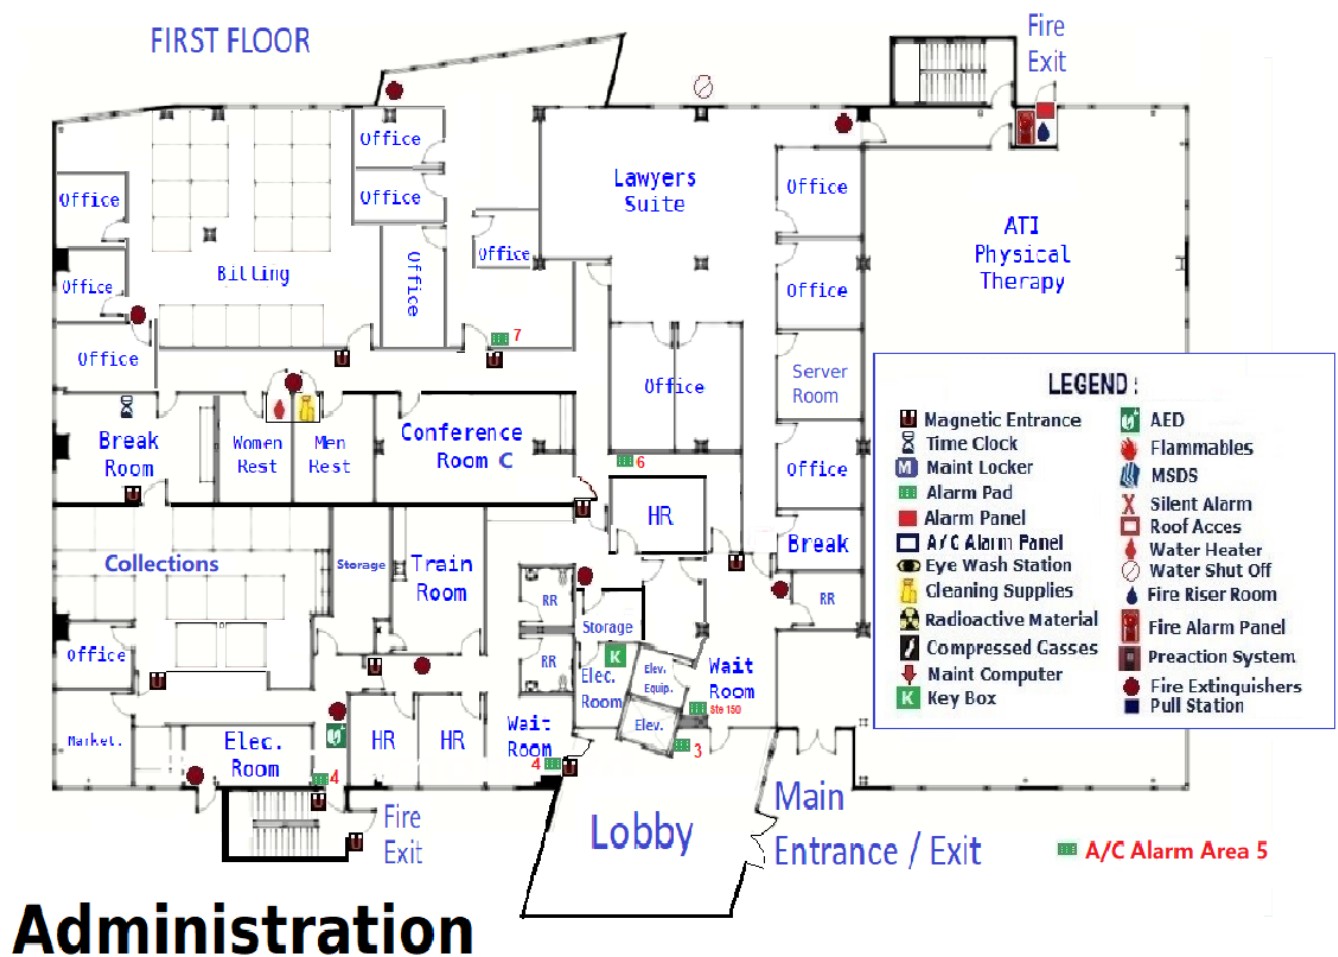 FIRST FLOOR
Fire
Exit
Office
Office
Office
Lawyers
Suite
Office
ATI
Physical
Therapy
Office
Office
Office
Billing
Office
Office
7
Office
Office
Server
Room
Break
Room
Women
Rest
Men
Rest
Conference
Room C
6
Office
HR
Break
Collections
Storage
Train
Room
RR
RR
Storage
Office
RR
K
Elec.
Room
Elev.
Equip.
Wait
Room
Ste 150
Market.
Elec.
Room
4
HR
HR
Wait
Room
4
Elev.
3
Fire
Exit
Lobby
Main
Entrance / Exit
A/C Alarm Area 5
Administration
LEGEND :
Magnetic Entrance
Time Clock
M Maint Locker
Alarm Pad
Alarm Panel
A/C Alarm Panel
Eye Wash Station
Cleaning Supplies
Radioactive Material
Compressed Gasses
Maint Computer
K Key Box
AED
Flammables
MSDS
Silent Alarm
Roof Acces
Water Heater
Water Shut Off
Fire Riser Room
Fire Alarm Panel
Preaction System
Fire Extinguishers
Pull Station